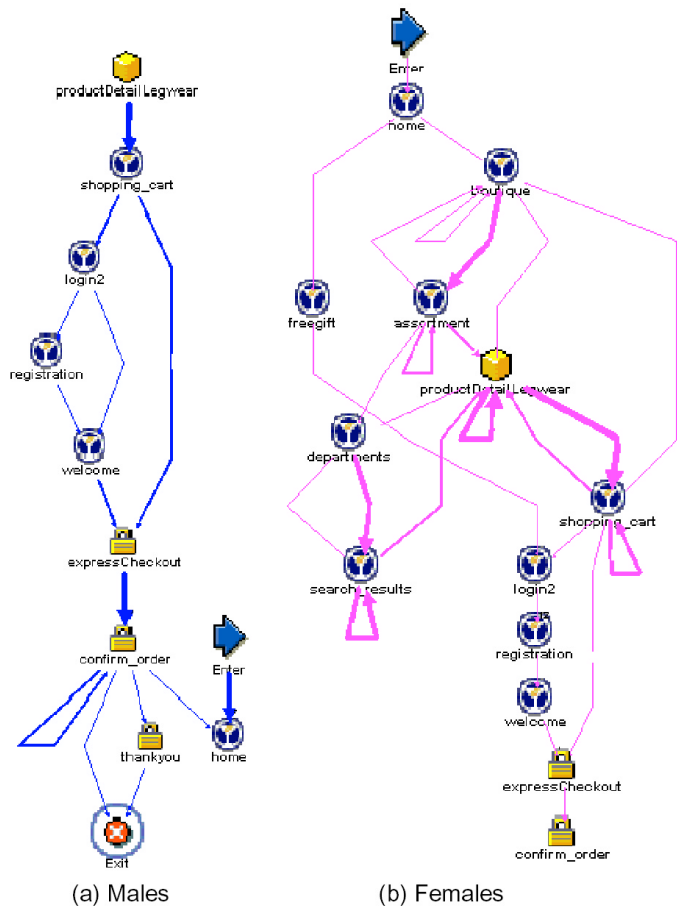 productDetailLegwear
shopping_cart
login2
registration
welcome
expressCheckout
confirm_order
Enter
thankyou
home
Exit
(a) Males
Enter
home
boutique
freegift
assortment
productDetailLegwear
departments
shopping_cart
search_results
login2
registration
welcome
expressCheckout
confirm_order
(b) Females